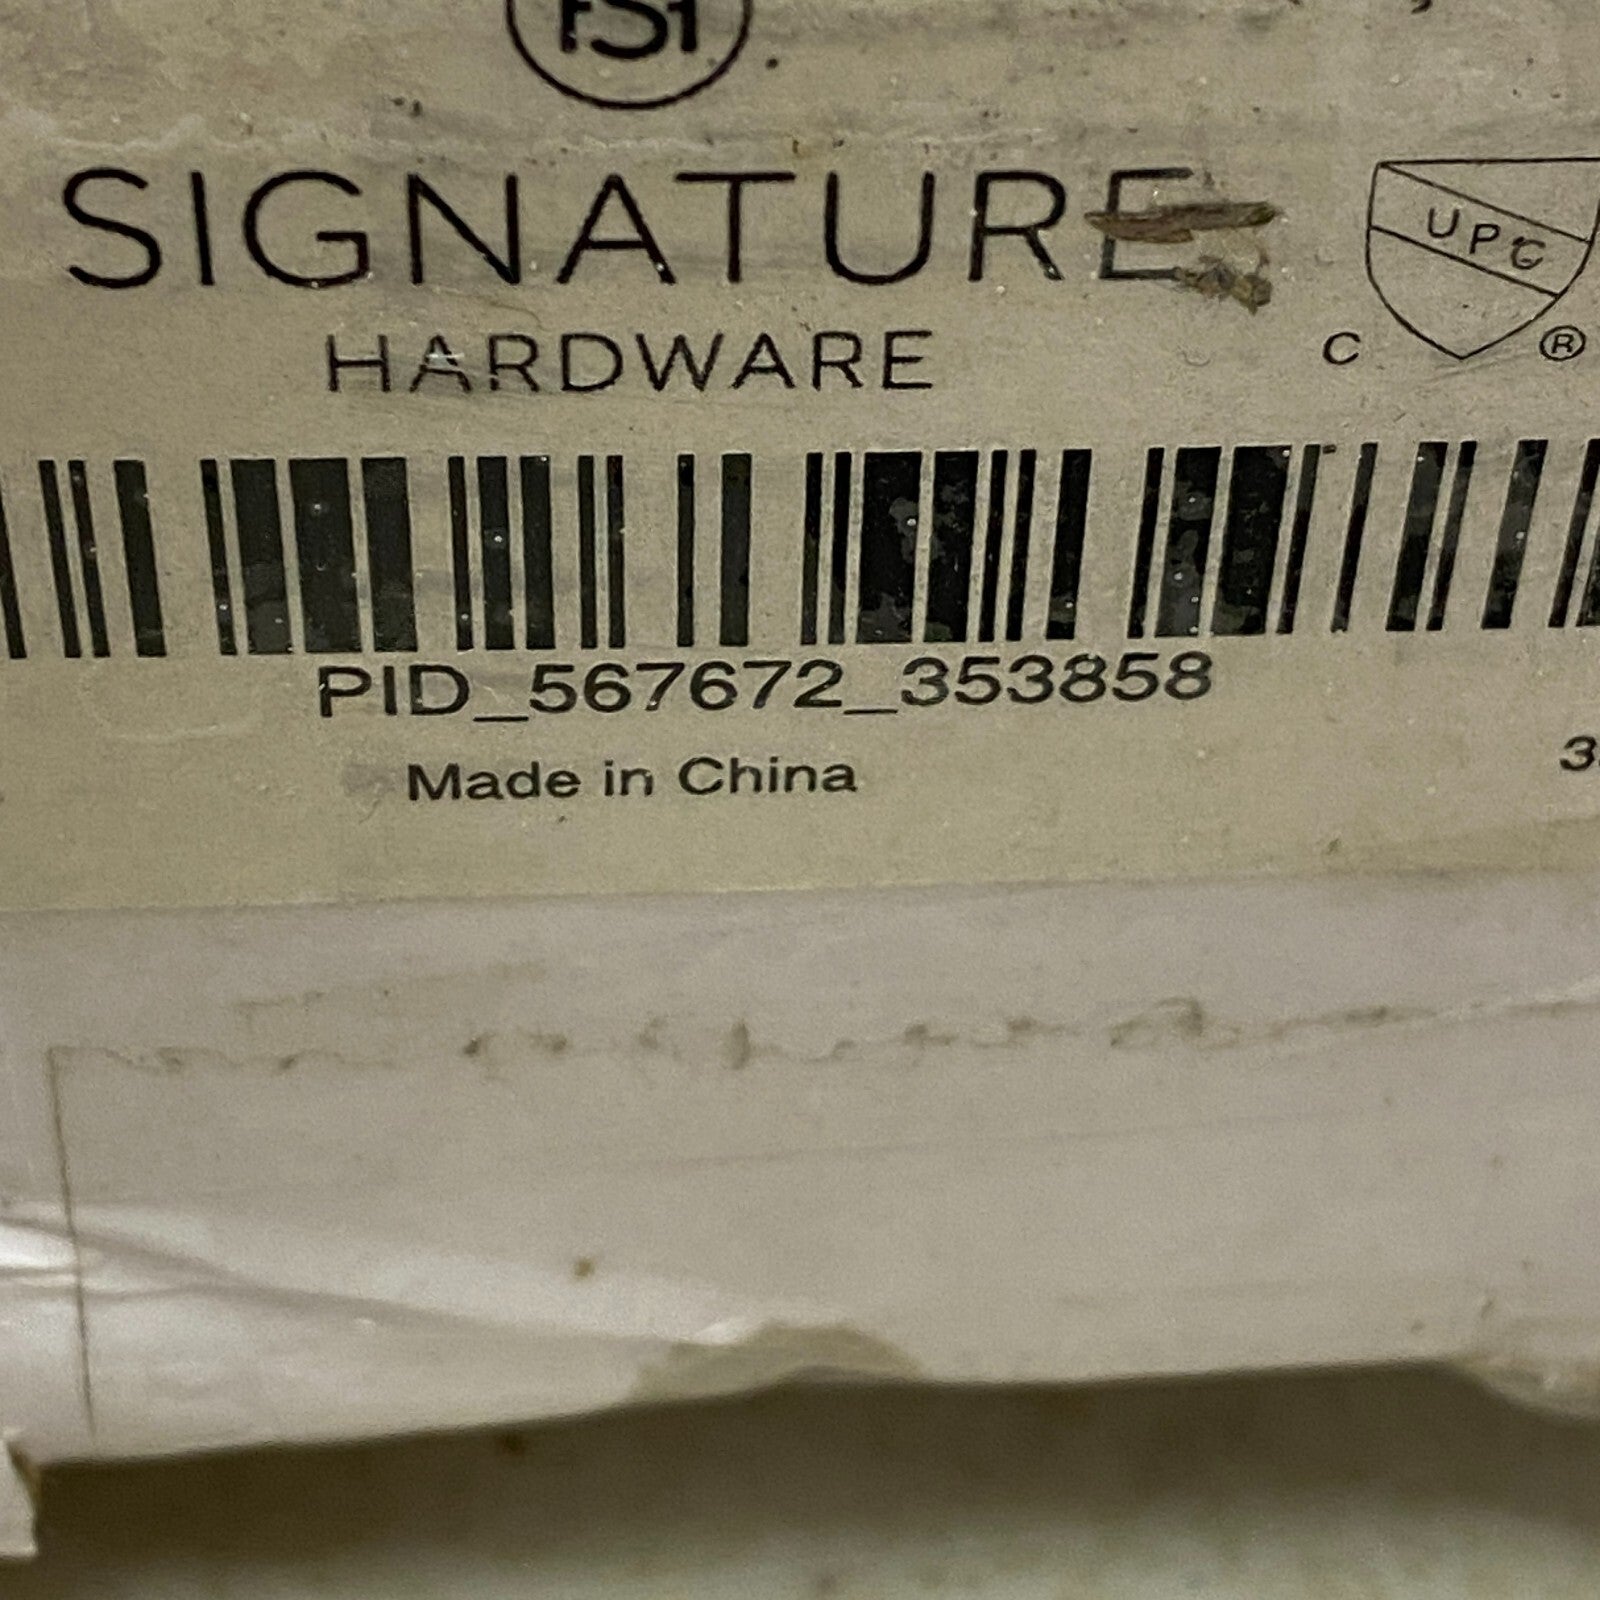 SIGNATURE
HARDWARE
UPC
C ®
PID_567672_353858
Made in China